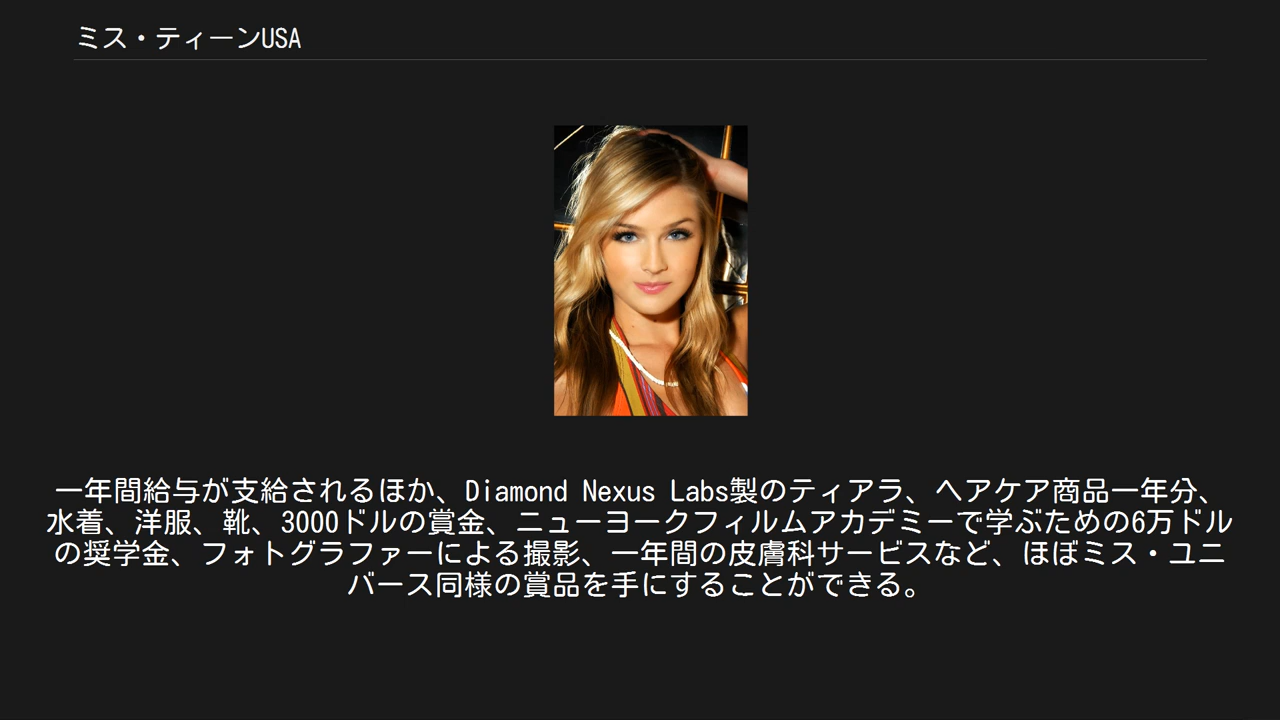 ミス・ティーンUSA
一年間給与が支給されるほか、Diamond Nexus Labs製のティアラ、ヘアケア商品一年分、
水着、洋服、靴、3000ドルの賞金、ニューヨークフィルムアカデミーで学ぶための6万ドル
の奨学金、フォトグラファーによる撮影、一年間の皮膚科サービスなど、ほぼミス・ユニ
バース同様の賞品を手にすることができる。